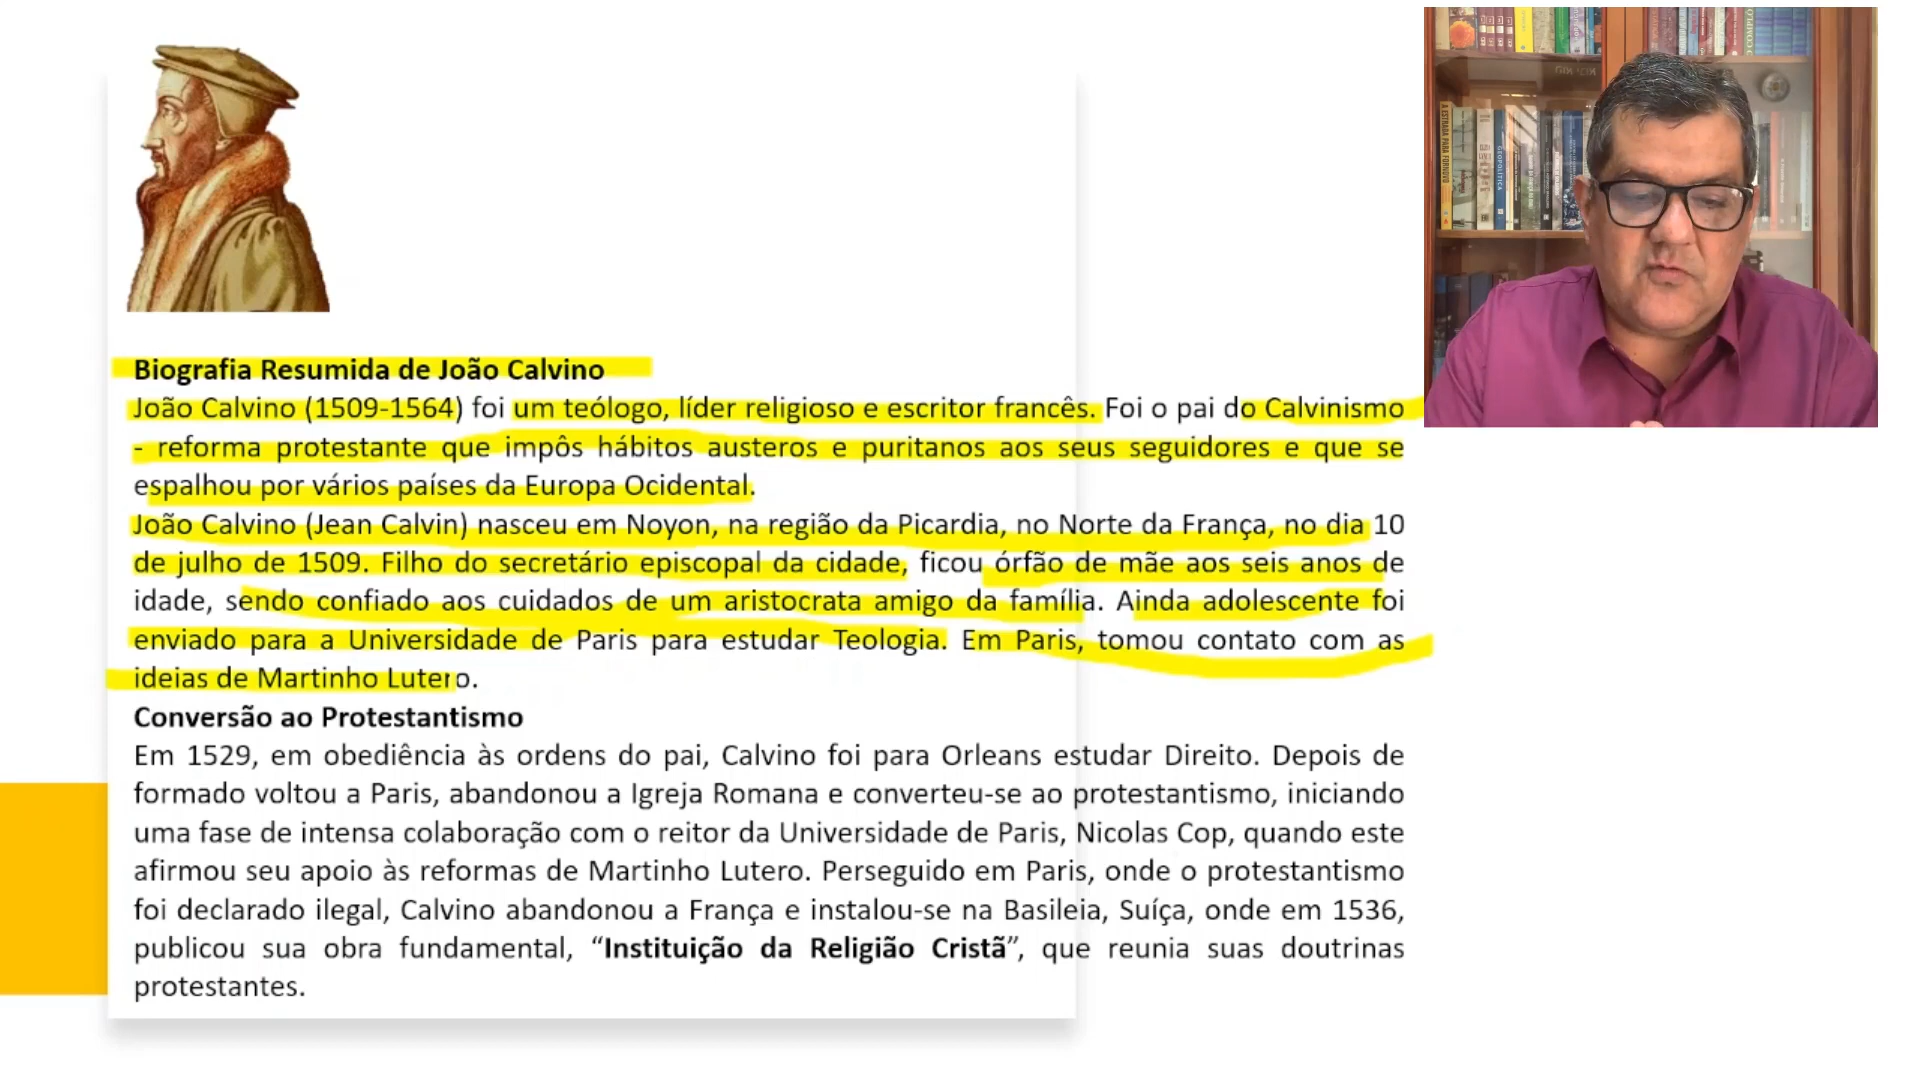 Biografia Resumida de João Calvino
João Calvino (1509-1564) foi um teólogo, líder religioso e escritor francês. Foi o pai do Calvinismo
- reforma protestante que impôs hábitos austeros e puritanos aos seus seguidores e que se
espalhou por vários países da Europa Ocidental.
João Calvino (Jean Calvin) nasceu em Noyon, na região da Picardia, no Norte da França, no dia 10
de julho de 1509. Filho do secretário episcopal da cidade, ficou órfão de mãe aos seis anos de
idade, sendo confiado aos cuidados de um aristocrata amigo da família. Ainda adolescente foi
enviado para a Universidade de Paris para estudar Teologia. Em Paris, tomou contato com as
ideias de Martinho Lutero.
Conversão ao Protestantismo
Em 1529, em obediência às ordens do pai, Calvino foi para Orleans estudar Direito. Depois de
formado voltou a Paris, abandonou a Igreja Romana e converteu-se ao protestantismo, iniciando
uma fase de intensa colaboração com o reitor da Universidade de Paris, Nicolas Cop, quando este
afirmou seu apoio às reformas de Martinho Lutero. Perseguido em Paris, onde o protestantismo
foi declarado ilegal, Calvino abandonou a França e instalou-se na Basileia, Suíça, onde em 1536,
publicou sua obra fundamental, “Instituição da Religião Cristã”, que reunia suas doutrinas
protestantes.
A ESTRADA PARA FORNOVO
GEOPOLÍTICA
O COMPLÔ